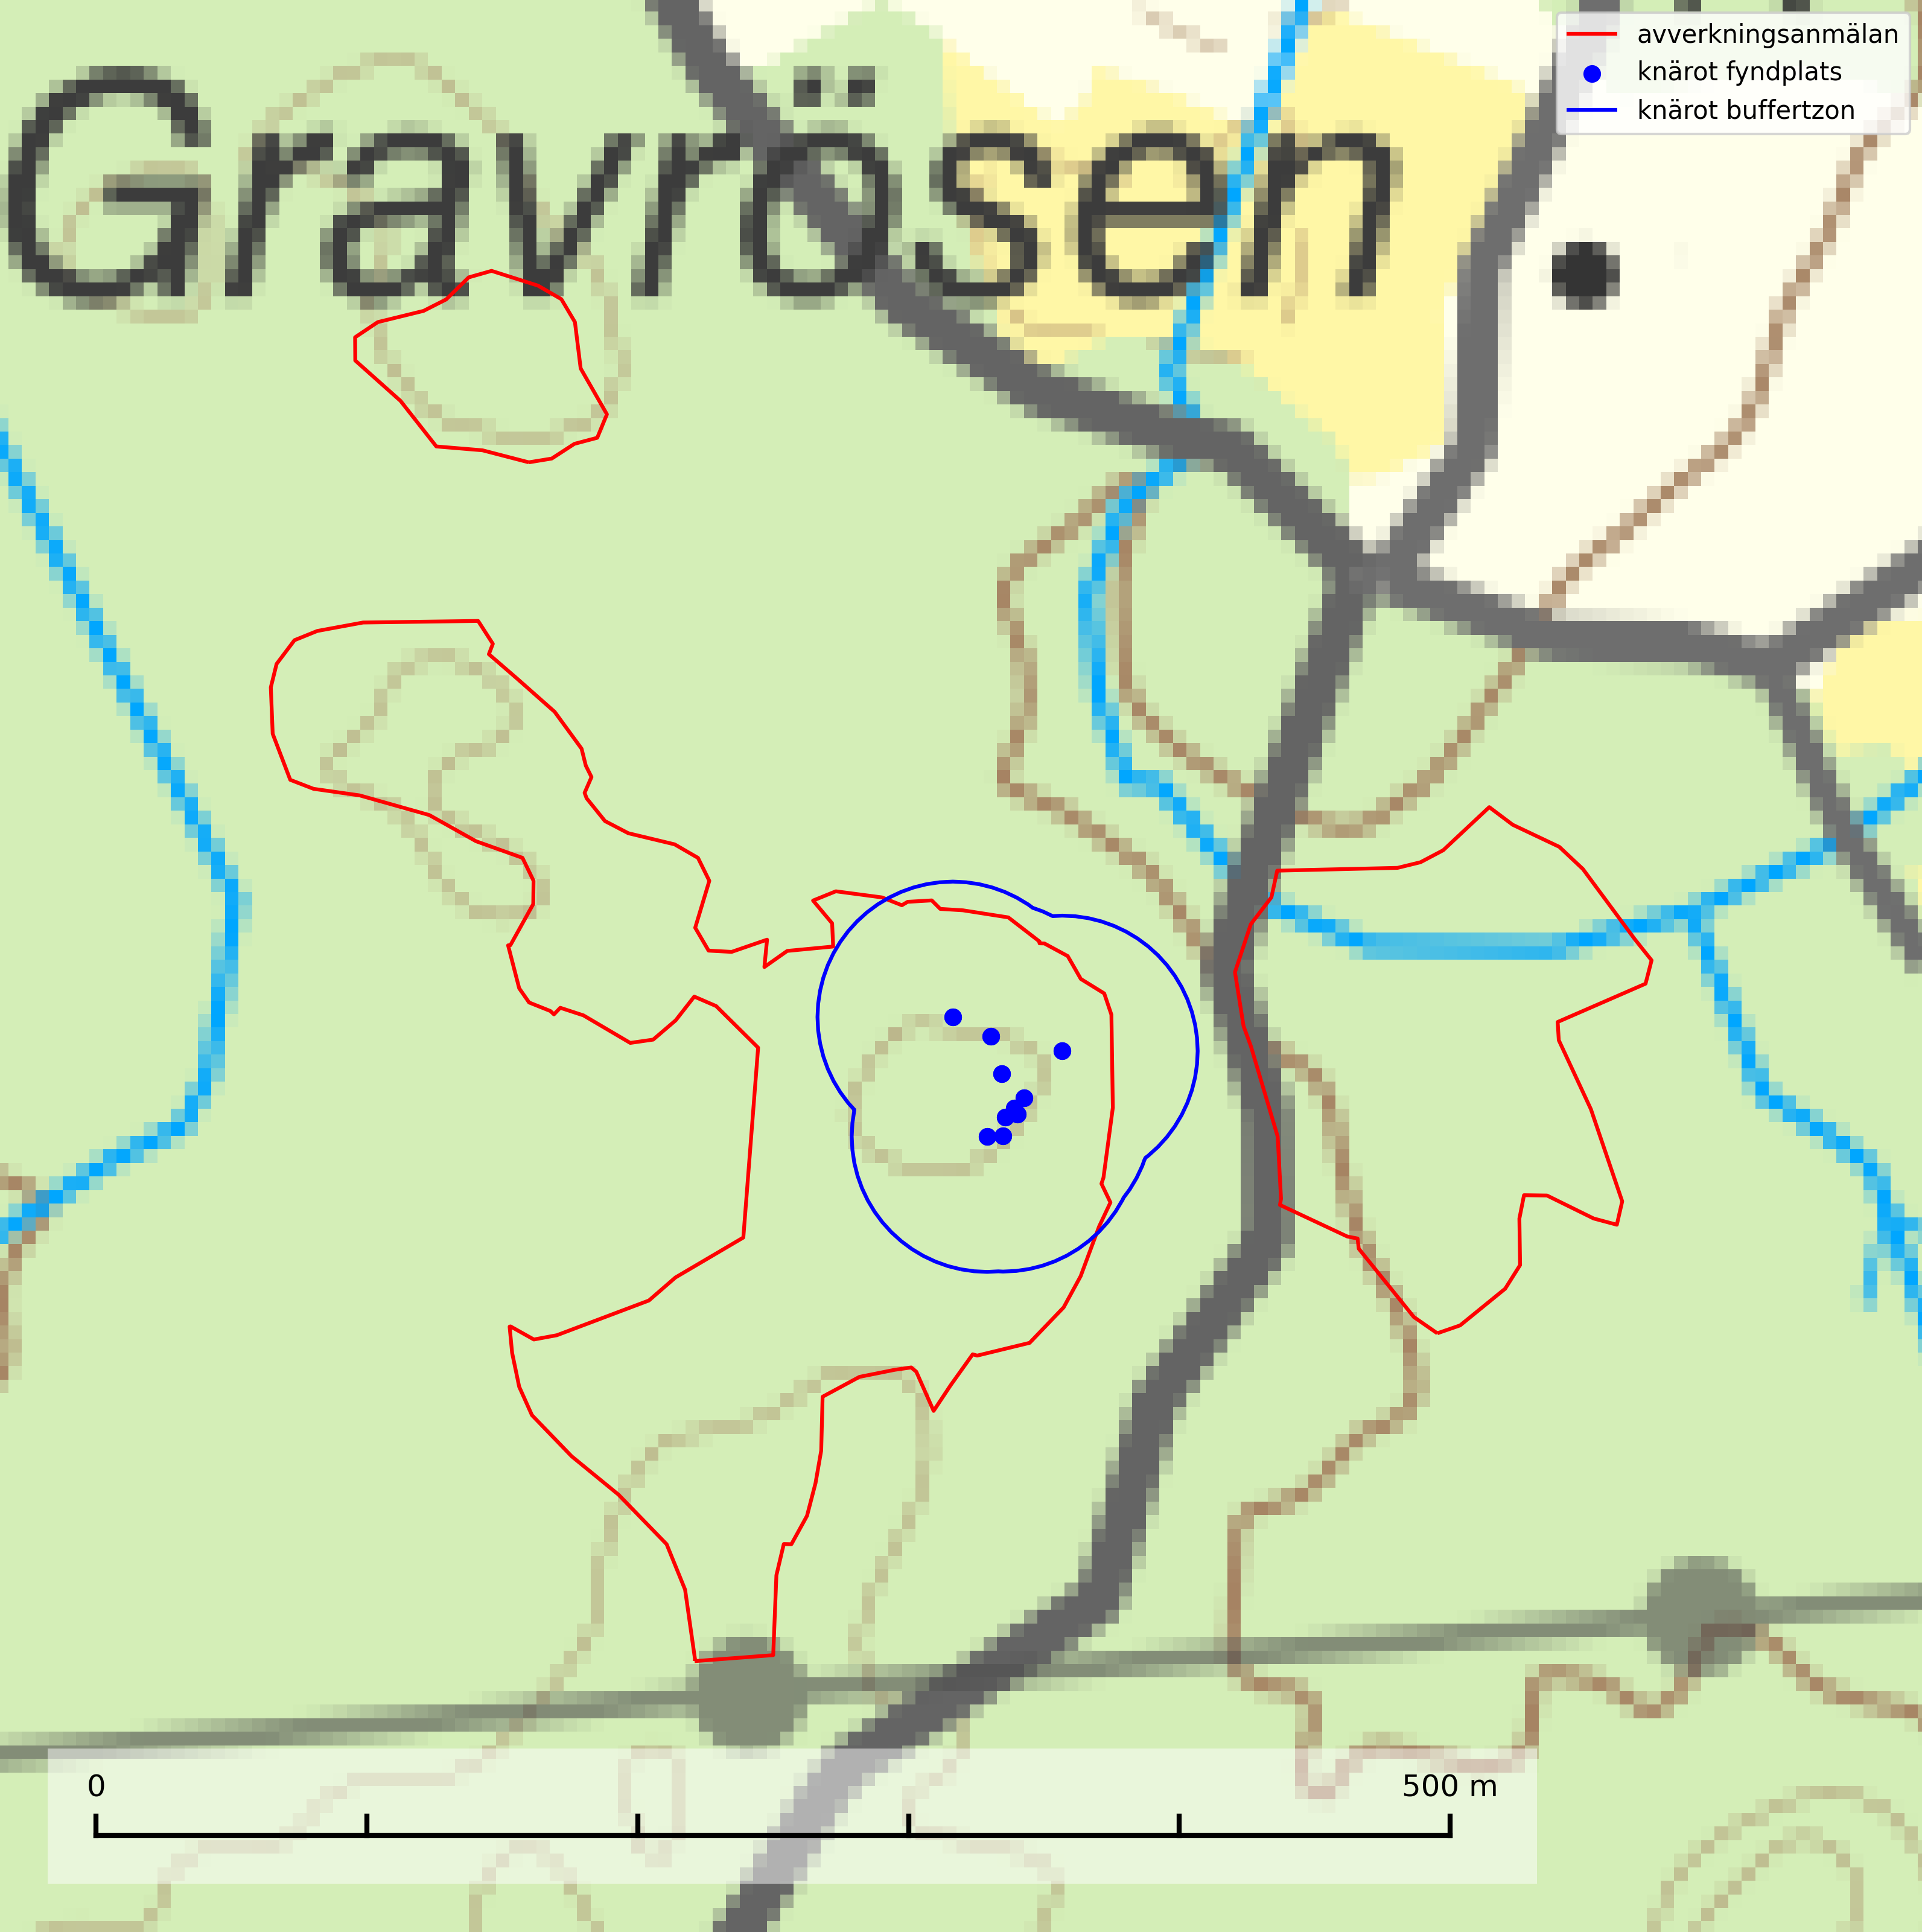 Gravrösen
avverkningsanmälan
knärot fyndplats
knärot buffertzon
0
500 m